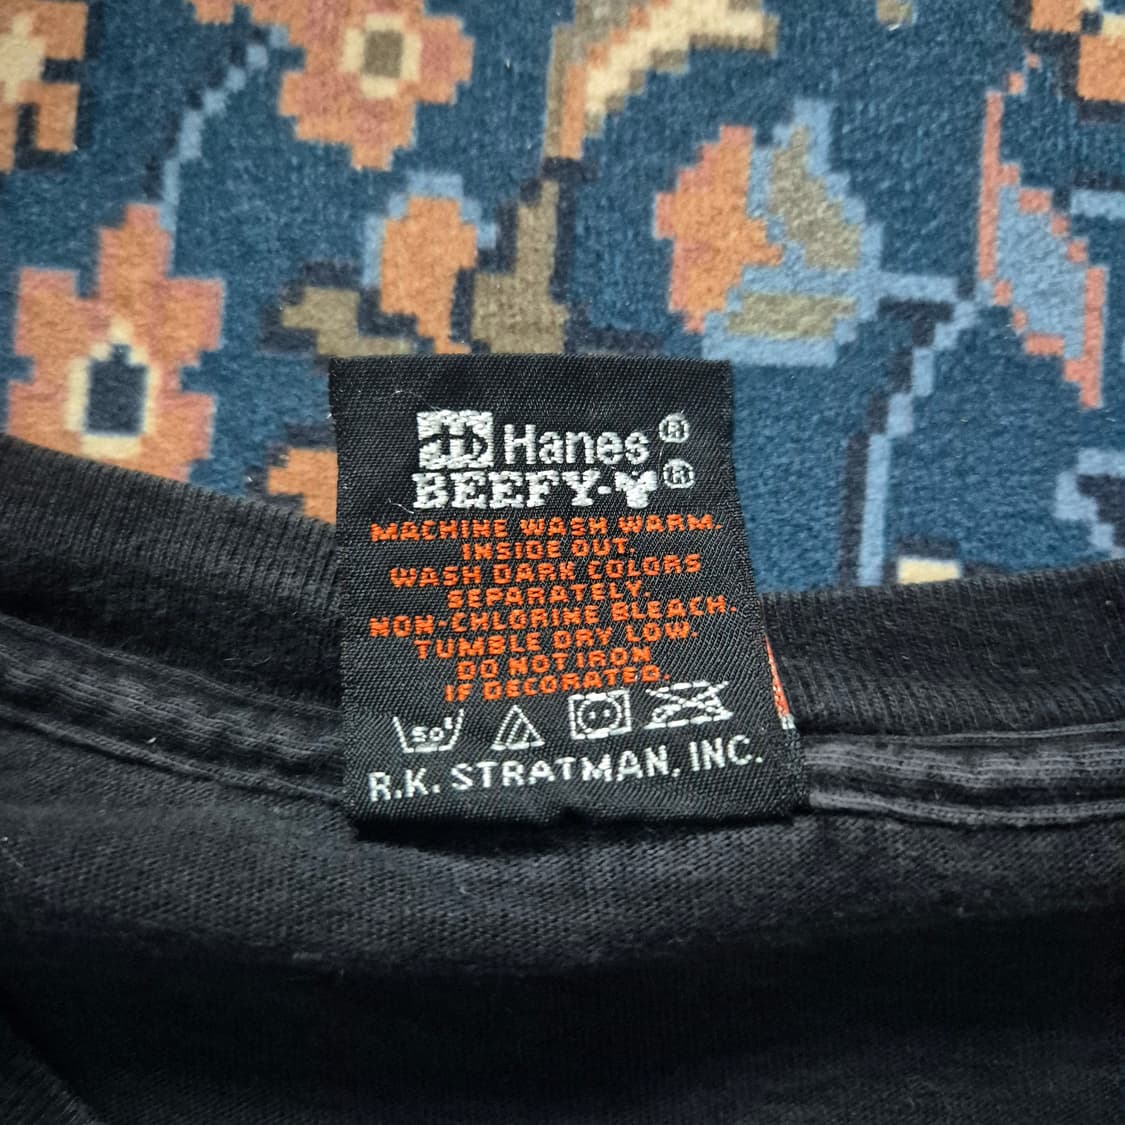 Hanes®
BEEFY-T®
MACHINE WASH WARM.
INSIDE OUT.
WASH DARK COLORS
SEPARATELY.
NON-CHLORINE BLEACH.
TUMBLE DRY LOW.
DO NOT IRON
IF DECORATED.
50°
R.K. STRATMAN, INC.